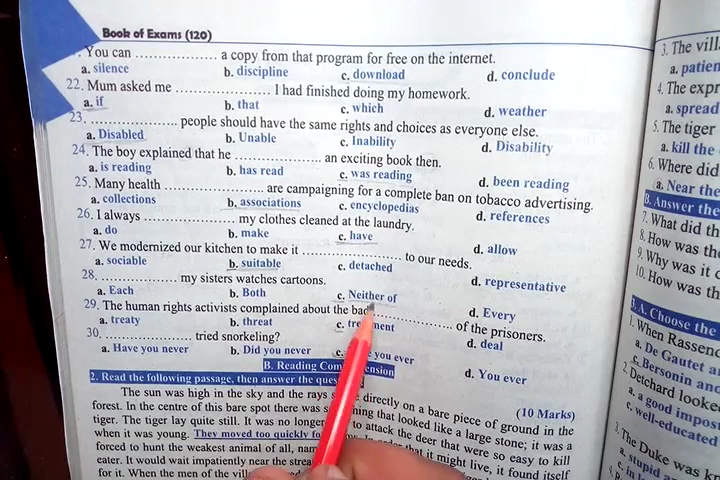 Book of Exams (120)
You can .................... a copy from that program for free on the internet.
a. silence b. discipline c. download d. conclude
22. Mum asked me .................... I had finished doing my homework.
a. if b. that c. which d. weather
23. .................... people should have the same rights and choices as everyone else.
a. Disabled b. Unable c. Inability d. Disability
24. The boy explained that he .................... an exciting book then.
a. is reading b. has read c. was reading d. been reading
25. Many health .................... are campaigning for a complete ban on tobacco advertising.
a. collections b. associations c. encyclopedias d. references
26. I always .................... my clothes cleaned at the laundry.
a. do b. make c. have d. allow
27. We modernized our kitchen to make it .................... to our needs.
a. sociable b. suitable c. detached d. representative
28. .................... my sisters watches cartoons.
a. Each b. Both c. Neither of d. Every
29. The human rights activists complained about the bad .................... of the prisoners.
a. treaty b. threat c. d. deal
30. .................... tried snorkeling?
a. Have you never b. Did you never c. you ever d. You ever
B. Reading
2. Read the following passage, then answer the
(10 Marks)
The sun was high in the sky and the rays directly on a bare piece of ground in the
forest. In the centre of this bare spot there was that looked like a large stone; it was a
tiger. The tiger lay quite still. It was no longer to attack the deer that were so easy to kill
when it was young. They moved too quickly that it might live, it found itself
forced to hunt the weakest animal of all,
eater. It would wait impatiently near the
for it. When the men of the
3. The
a.
4. The
a. spread
5. The tiger
a. kill the
6. Where did
a. Near the
B. Answer the
7. What did
8. How was
9. Why was it
10. How was
3. A. Choose the
1. When
a. De Gautet
c. Bersonin and
2. Detchard
a. a good
c. well-educated
3. The Duke was
a. stupid
c. in